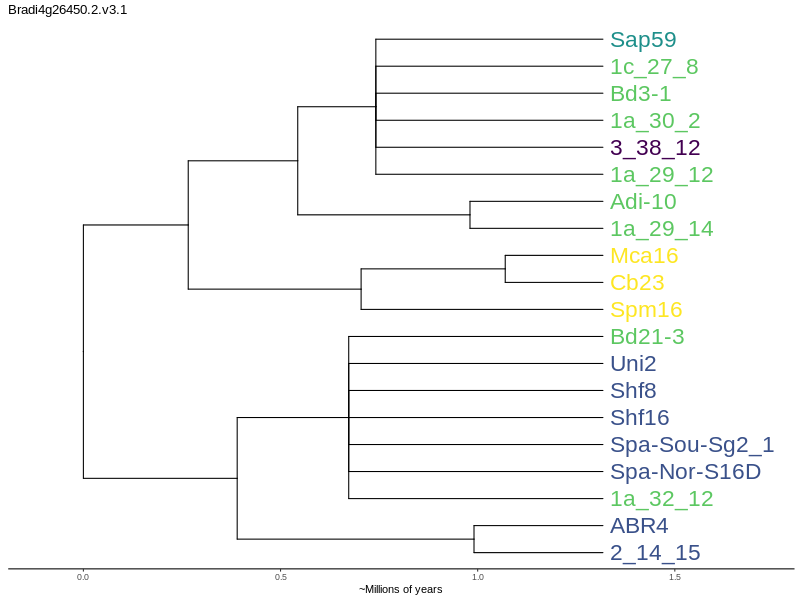 Bradi4g26450.2.v3.1
Sap59
1c_27_8
Bd3-1
1a_30_2
3_38_12
1a_29_12
Adi-10
1a_29_14
Mca16
Cb23
Spm16
Bd21-3
Uni2
Shf8
Shf16
Spa-Sou-Sg2_1
Spa-Nor-S16D
1a_32_12
ABR4
2_14_15
0.0 0.5 1.0 1.5
~Millions of years